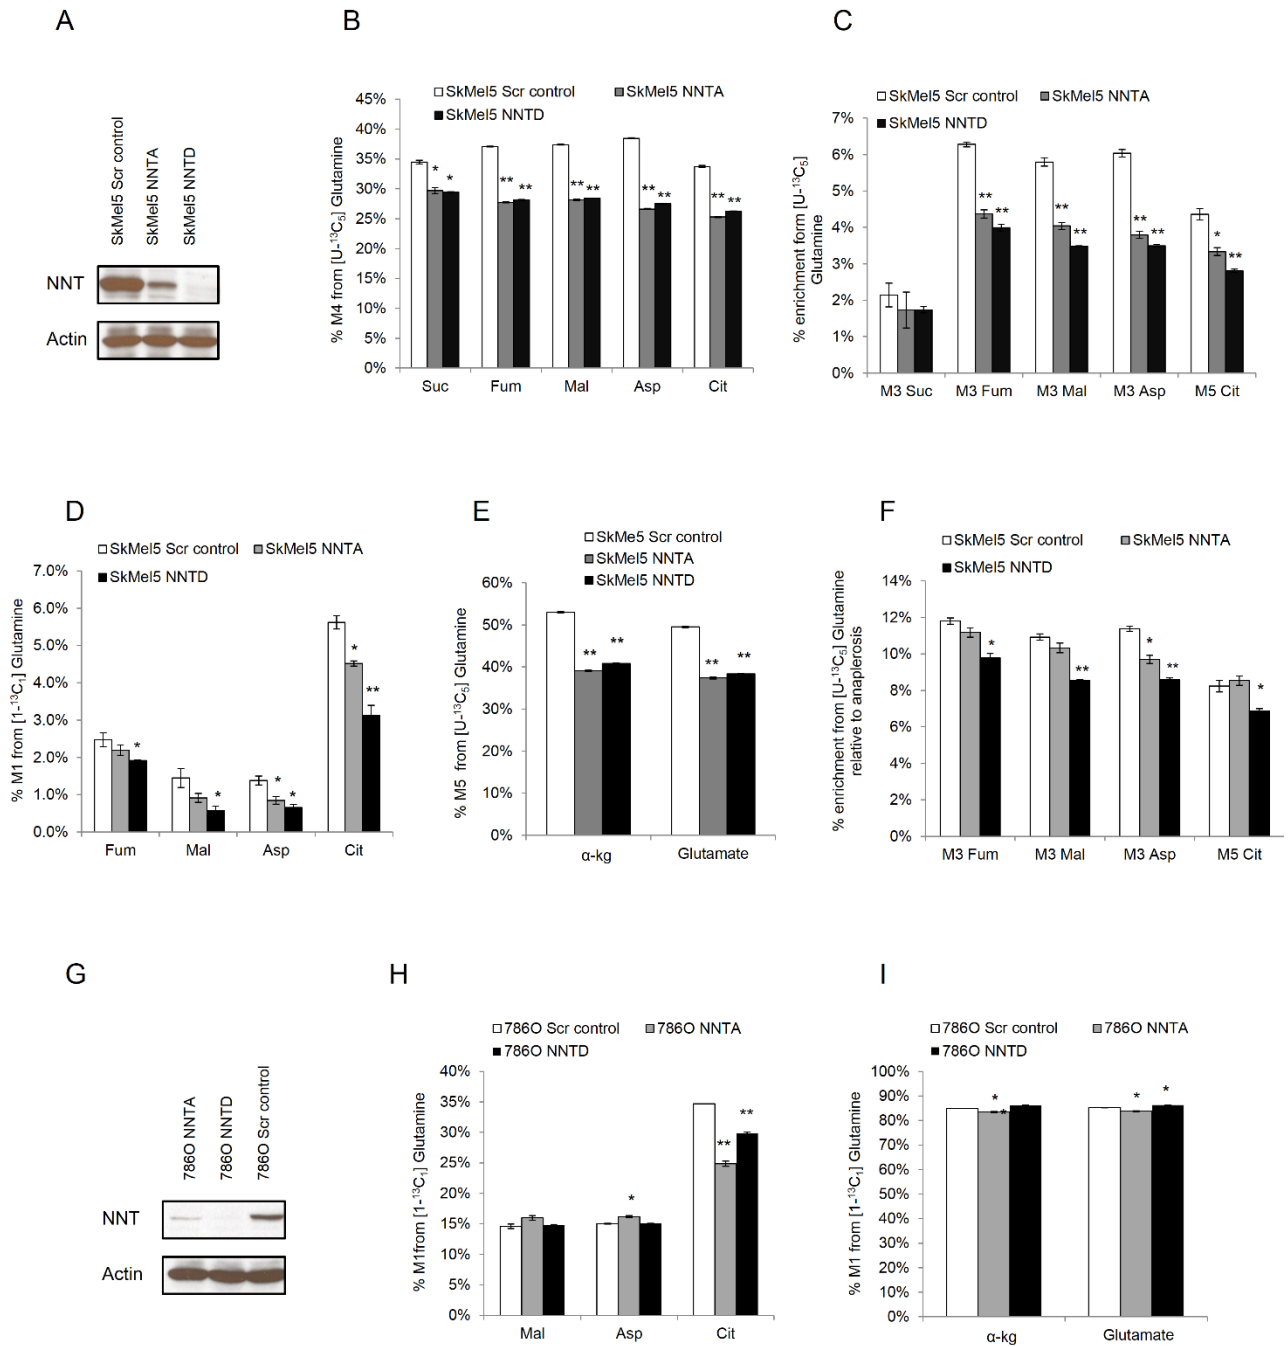 A
SkMel5 Scr control
SkMel5 NNTA
SkMel5 NNTD
NNT
Actin
B
SkMel5 Scr control
SkMel5 NNTA
SkMel5 NNTD
% M4 from [U-¹³C₅] Glutamine
45%
40%
35%
30%
25%
20%
15%
10%
5%
0%
* *
** **
** **
** **
** **
Suc Fum Mal Asp Cit
C
SkMel5 Scr control
SkMel5 NNTA
SkMel5 NNTD
% enrichment form [U-¹³C₅]
Glutamine
7%
6%
5%
4%
3%
2%
1%
0%
** **
** **
** **
* **
M3 Suc M3 Fum M3 Mal M3 Asp M5 Cit
D
SkMel5 Scr control
SkMel5 NNTA
SkMel5 NNTD
% M1 from [1-¹³C₁] Glutamine
7.0%
6.0%
5.0%
4.0%
3.0%
2.0%
1.0%
0.0%
*
*
* *
* **
Fum Mal Asp Cit
E
SkMe5 Scr control
SkMel5 NNTA
SkMel5 NNTD
% M5 from [U-¹³C₅] Glutamine
60%
50%
40%
30%
20%
10%
0%
** **
** **
α-kg Glutamate
F
SkMel5 Scr control
SkMel5 NNTA
SkMel5 NNTD
% enrichment from [U-¹³C₅] Glutamine
relative to anaplerosis
14%
12%
10%
8%
6%
4%
2%
0%
*
**
* **
*
M3 Fum M3 Mal M3 Asp M5 Cit
G
786O NNTA
786O NNTD
786O Scr control
NNT
Actin
H
786O Scr control
786O NNTA
786O NNTD
% M1from [1-¹³C₁] Glutamine
40%
35%
30%
25%
20%
15%
10%
5%
0%
*
** **
Mal Asp Cit
I
786O Scr control
786O NNTA
786O NNTD
% M1 from [1-¹³C₁] Glutamine
100%
90%
80%
70%
60%
50%
40%
30%
20%
10%
0%
* *
* *
α-kg Glutamate